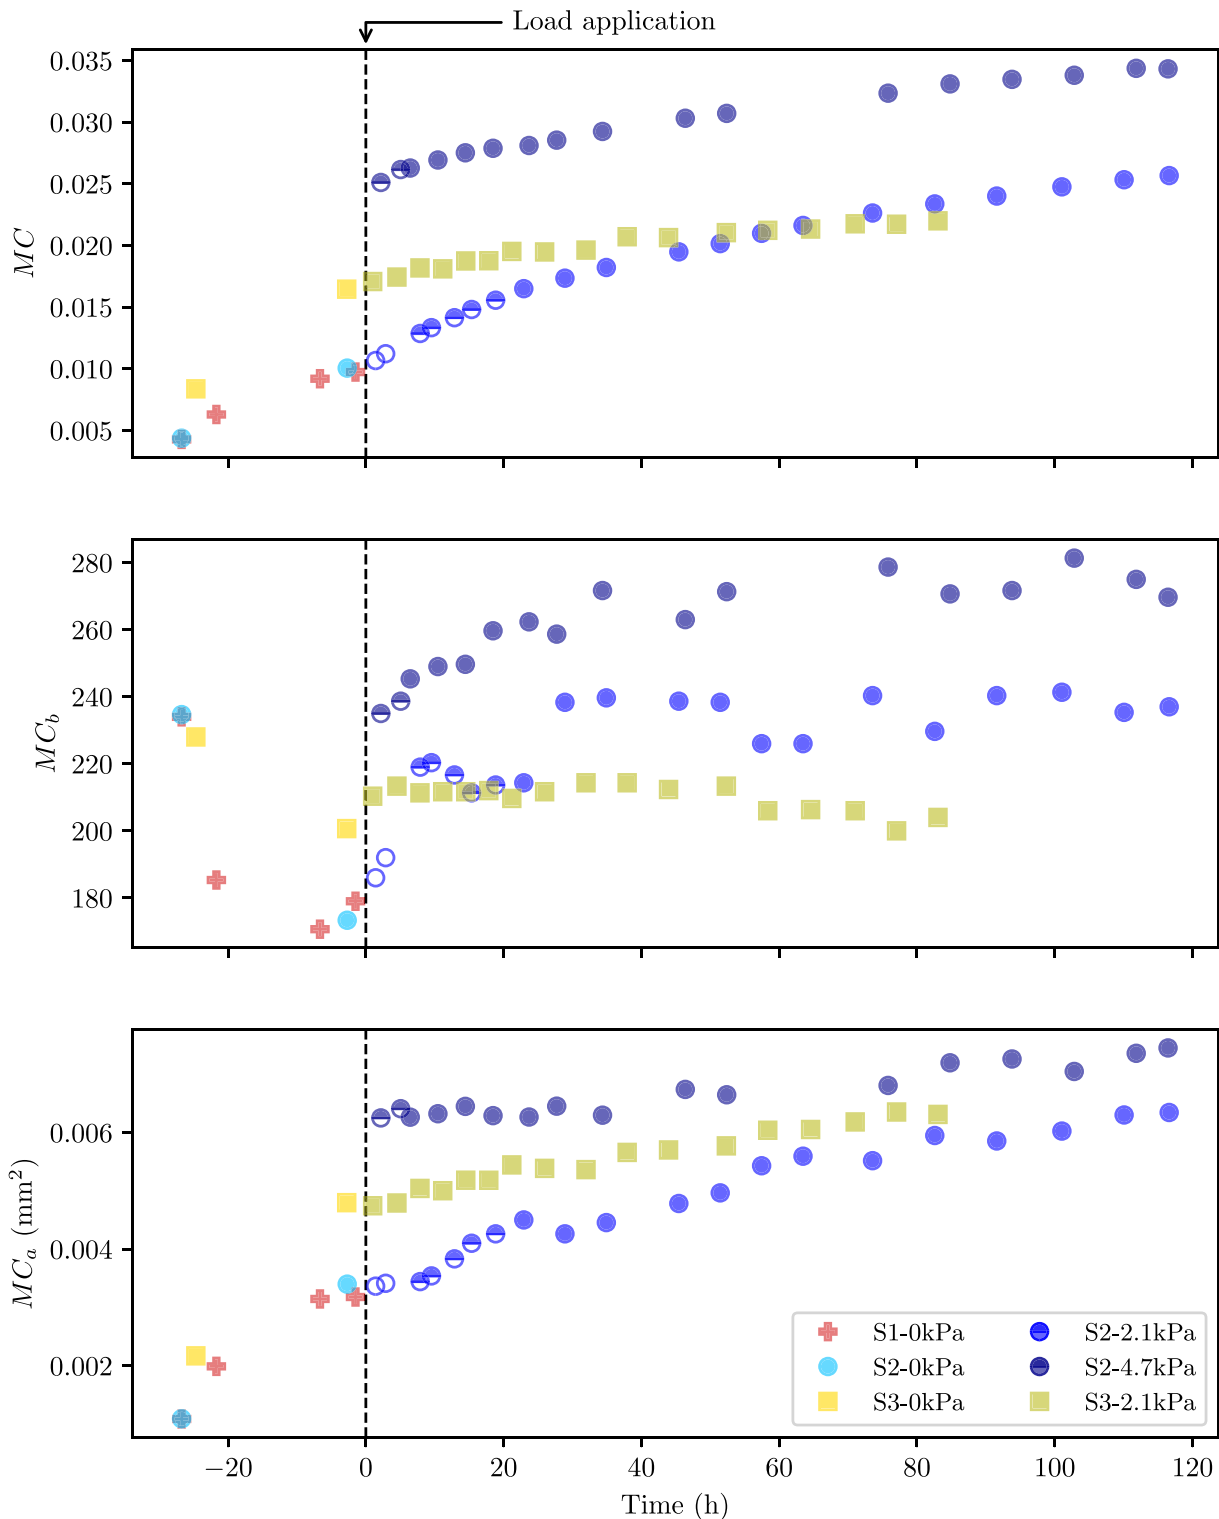 Load application
0.035
0.030
0.025
0.020
0.015
0.010
0.005
MC
280
260
240
220
200
180
MC_b
0.006
0.004
0.002
MC_a (mm²)
S1-0kPa
S2-0kPa
S3-0kPa
S2-2.1kPa
S2-4.7kPa
S3-2.1kPa
−20 0 20 40 60 80 100 120
Time (h)